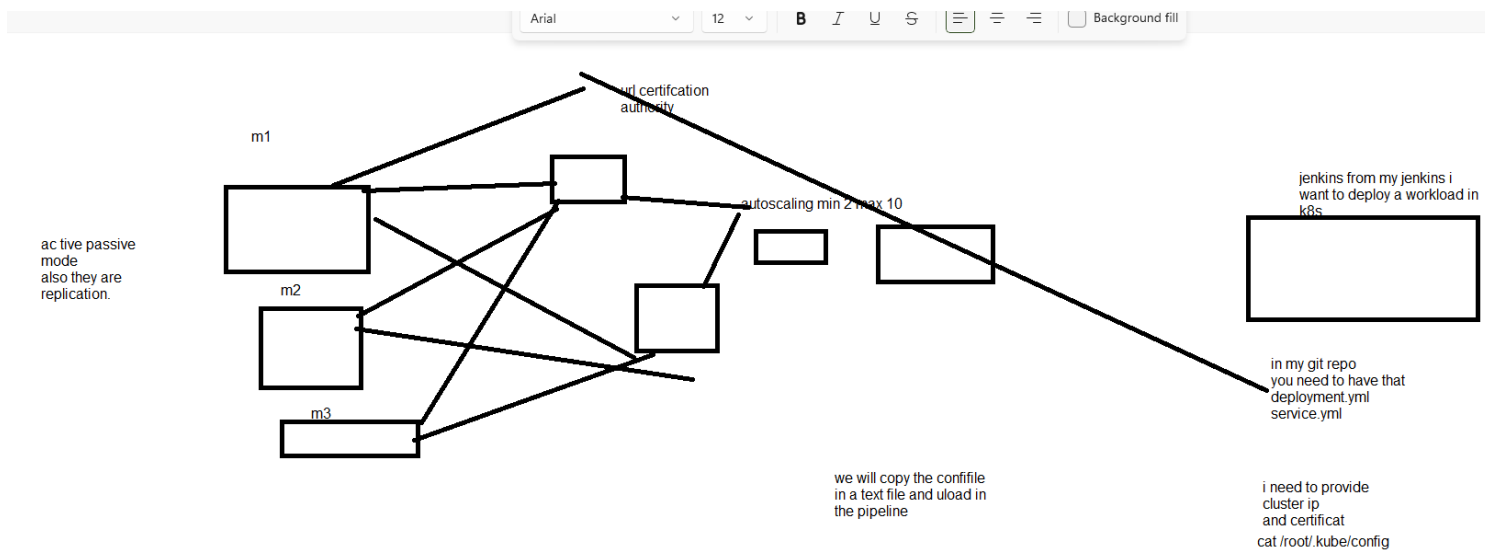 Arial
12
B I U S
Background fill
url certifcation
authority
m1
jenkins from my jenkins i
want to deploy a workload in
k8s
autoscaling min 2 max 10
ac tive passive
mode
also they are
replication.
m2
in my git repo
you need to have that
deployment.yml
service.yml
m3
we will copy the confifile
in a text file and uload in
the pipeline
i need to provide
cluster ip
and certificat
cat /root/.kube/config